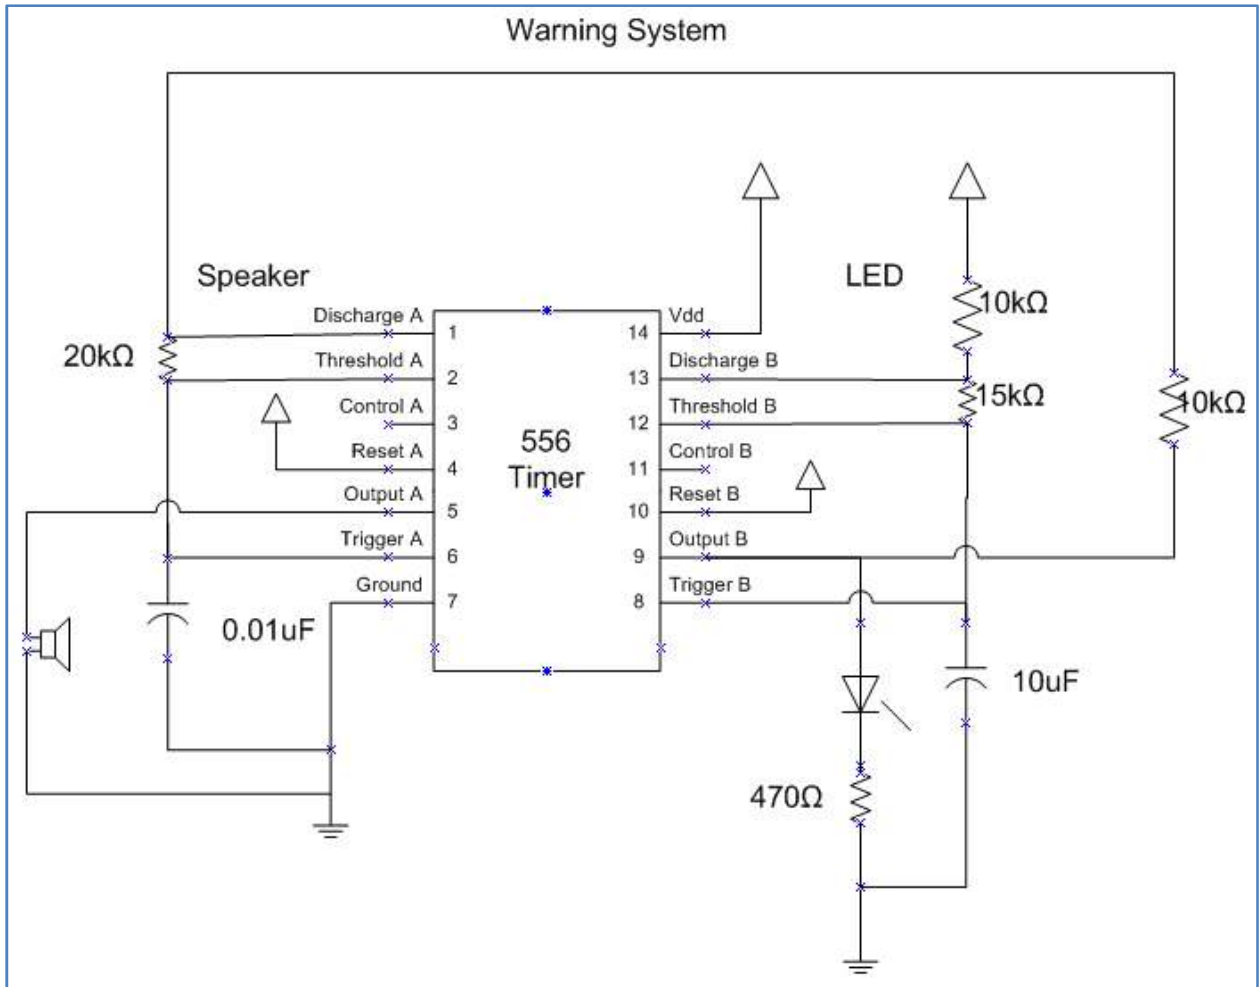 Warning System
Speaker
LED
20kΩ
10kΩ
15kΩ
10kΩ
Discharge A
1
Threshold A
2
Control A
3
Reset A
4
Output A
5
Trigger A
6
Ground
7
556
Timer
14
Vdd
13
Discharge B
12
Threshold B
11
Control B
10
Reset B
9
Output B
8
Trigger B
0.01uF
10uF
470Ω